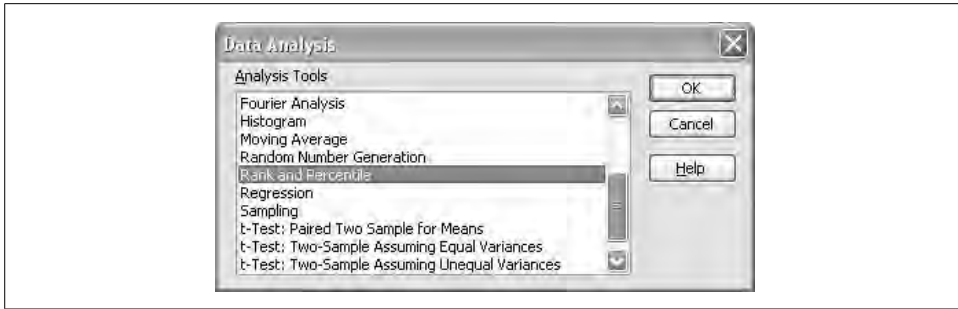 Data Analysis
Analysis Tools
Fourier Analysis
Histogram
Moving Average
Random Number Generation
Rank and Percentile
Regression
Sampling
t-Test: Paired Two Sample for Means
t-Test: Two-Sample Assuming Equal Variances
t-Test: Two-Sample Assuming Unequal Variances
OK
Cancel
Help